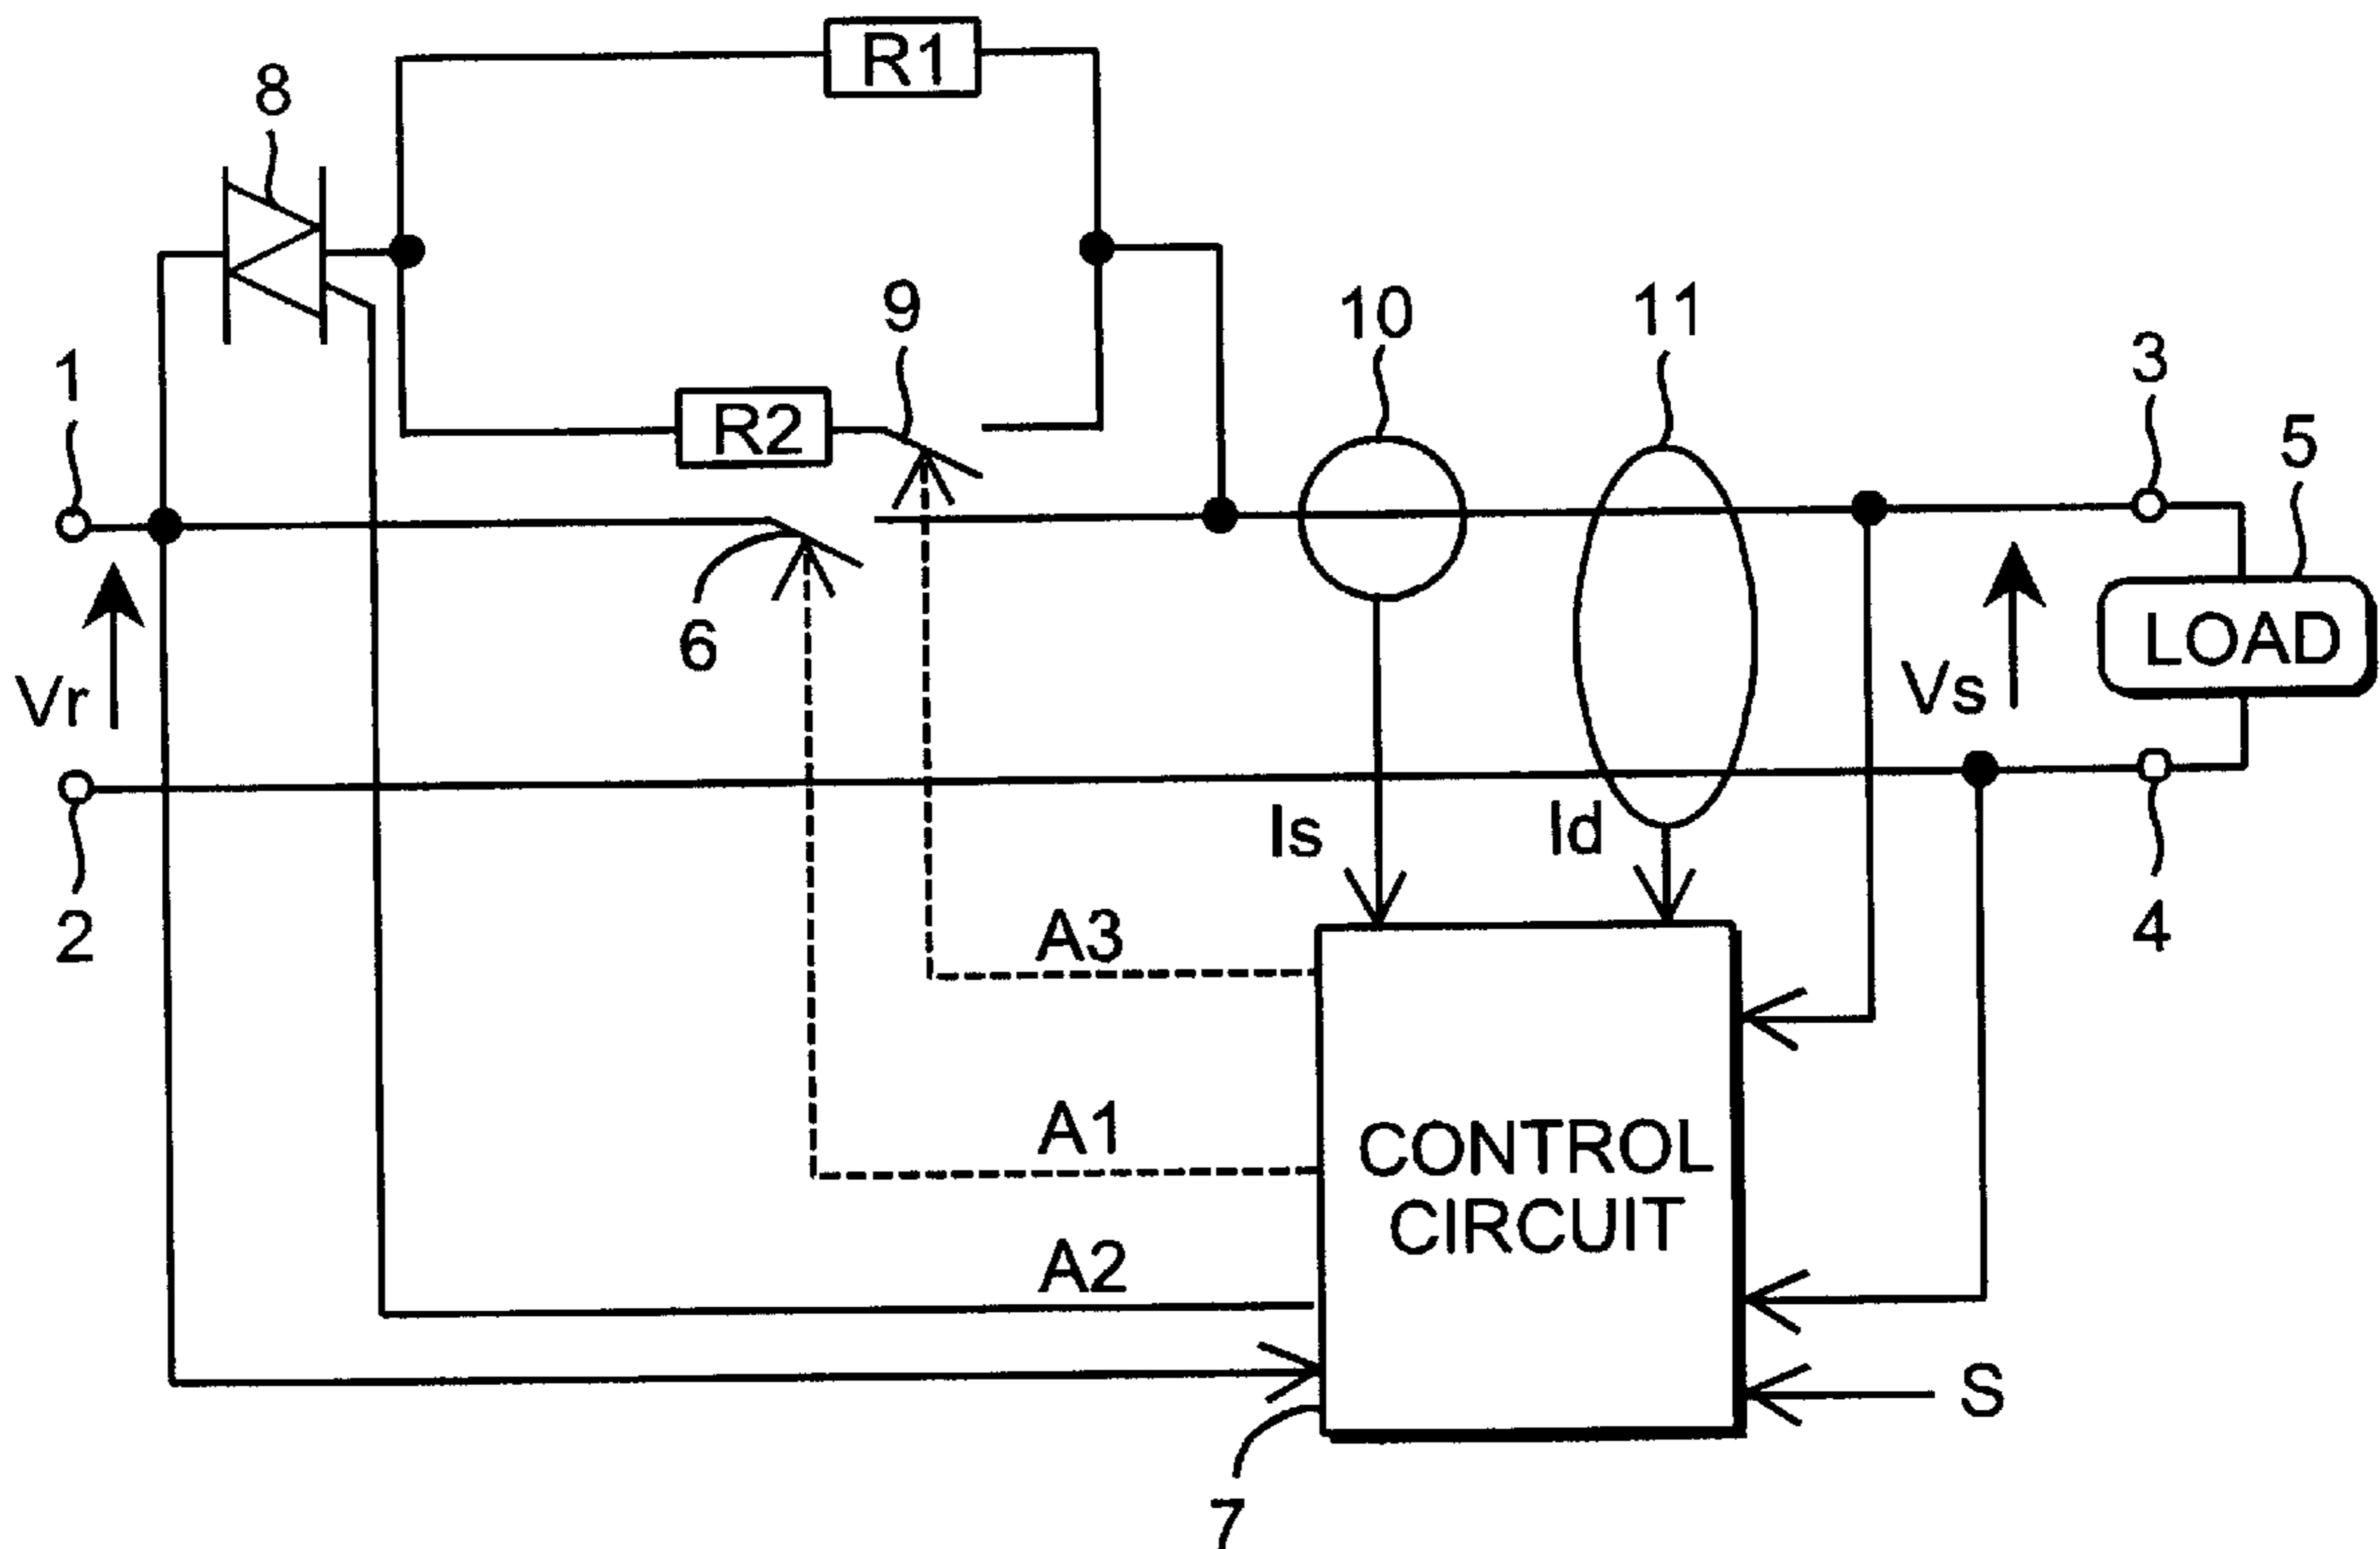 R1
8
9
10
11
1
3
R2
5
6
LOAD
Vr
Vs
Is
Id
2
A3
4
A1
CONTROL
CIRCUIT
A2
S
7